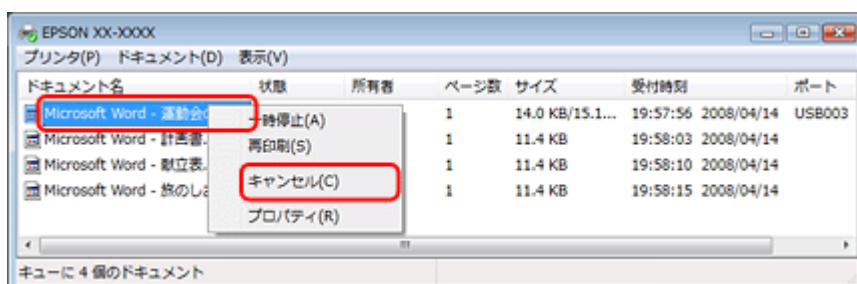 EPSON XX-XXXX
プリンタ(P) ドキュメント(D) 表示(V)
ドキュメント名 状態 所有者 ページ数 サイズ 受付時刻 ポート
Microsoft Word - 運動会 1 14.0 KB/15.1... 19:57:56 2008/04/14 USB003
一時停止(A)
Microsoft Word - 計画書. 1 11.4 KB 19:58:03 2008/04/14
再印刷(S)
Microsoft Word - 献立表. 1 11.4 KB 19:58:10 2008/04/14
キャンセル(C)
Microsoft Word - 旅のし 1 11.4 KB 19:58:15 2008/04/14
プロパティ(R)
キューに 4 個のドキュメント